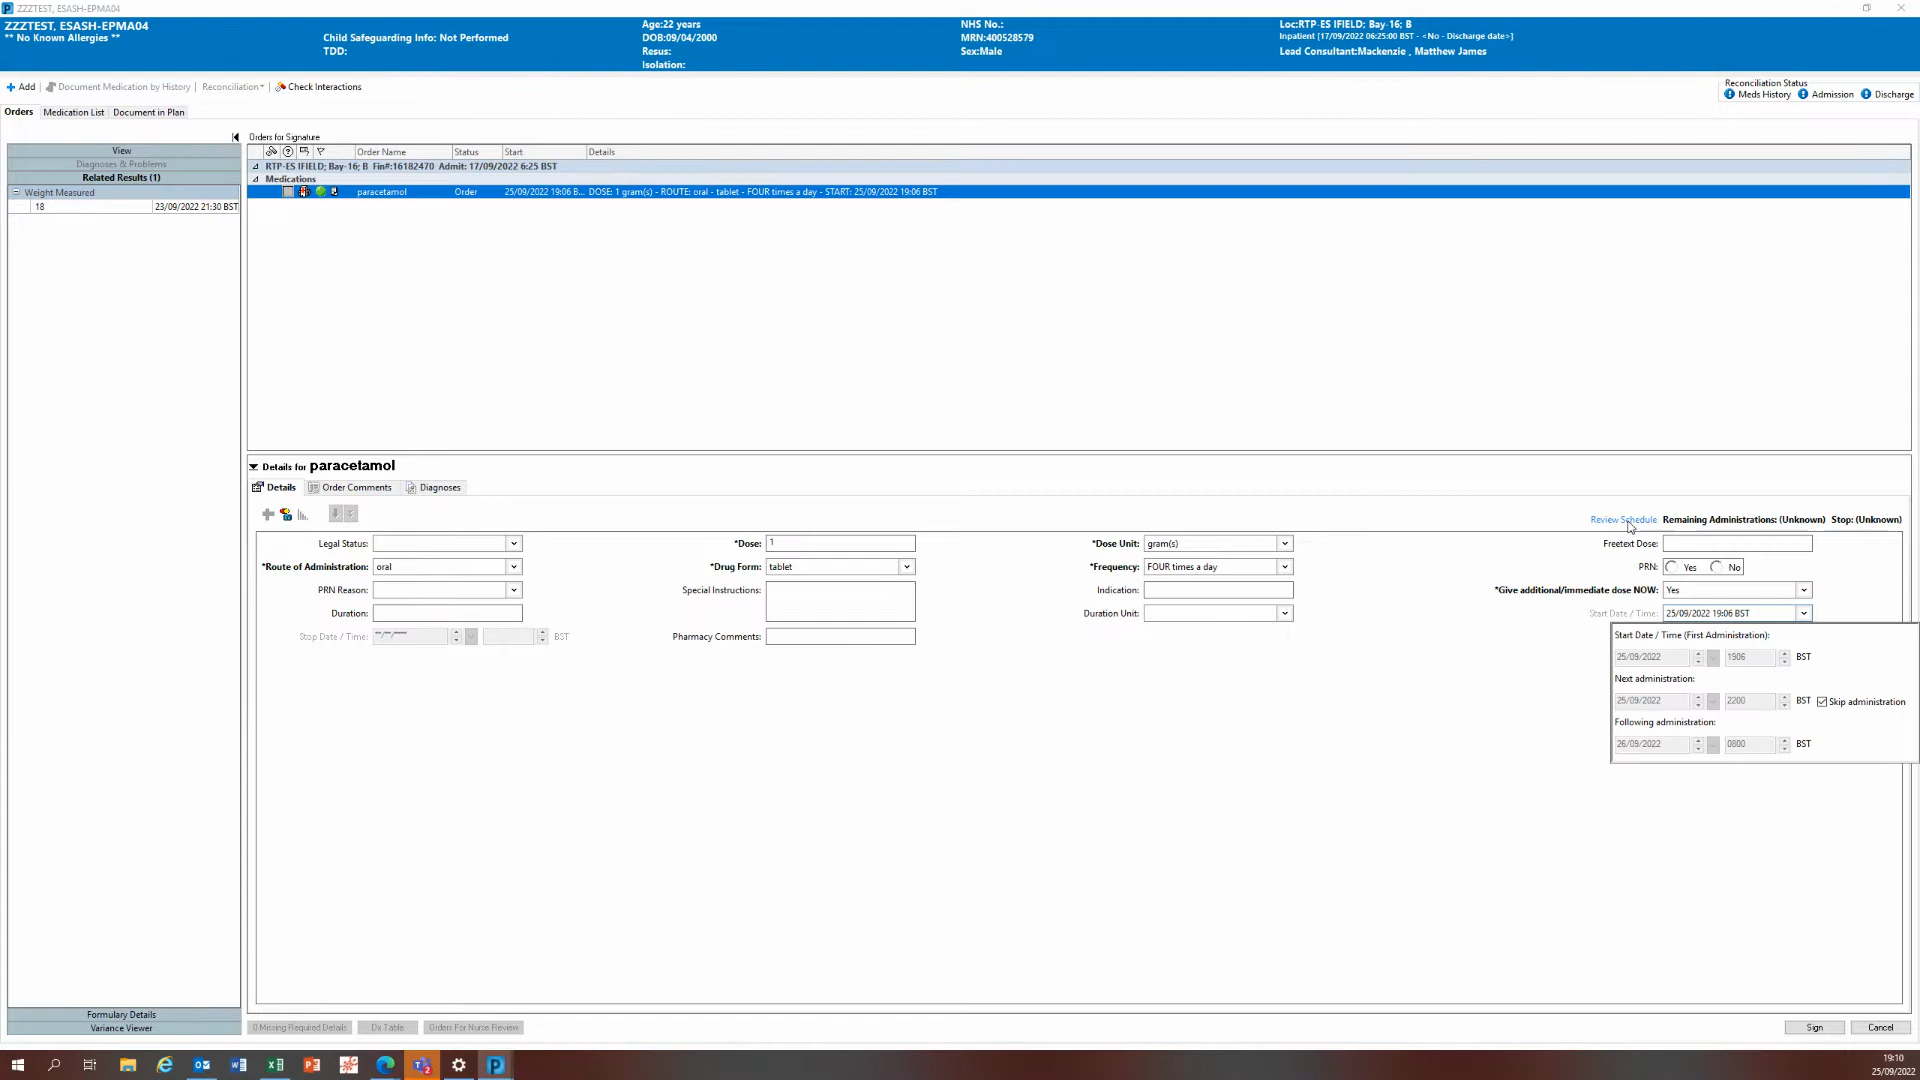 ZZZTEST, ESASH-EPMA04
ZZZTEST, ESASH-EPMA04
** No Known Allergies **
Child Safeguarding Info: Not Performed
TDD:
Age:22 years
DOB:09/04/2000
Resus:
Isolation:
NHS No.:
MRN:400528579
Sex:Male
Loc:RTP-ES IFIELD; Bay-16; B
Inpatient [17/09/2022 06:25:00 BST - <No - Discharge date>]
Lead Consultant:Mackenzie , Matthew James
Add Document Medication by History Reconciliation Check Interactions
Reconciliation Status
Meds History Admission Discharge
Orders Medication List Document in Plan
Orders for Signature
View
Diagnoses & Problems
Related Results (1)
Weight Measured
18 23/09/2022 21:30 BST
Order Name Status Start Details
RTP-ES IFIELD; Bay-16; B Fin#:16182470 Admit: 17/09/2022 6:25 BST
Medications
paracetamol Order 25/09/2022 19:06 B... DOSE: 1 gram(s) - ROUTE: oral - tablet - FOUR times a day - START: 25/09/2022 19:06 BST
Details for paracetamol
Details Order Comments Diagnoses
Review Schedule Remaining Administrations: (Unknown) Stop: (Unknown)
Legal Status: *Dose: 1 *Dose Unit: gram(s) Freetext Dose:
*Route of Administration: oral *Drug Form: tablet *Frequency: FOUR times a day PRN: Yes No
PRN Reason: Special Instructions: Indication: *Give additional/immediate dose NOW: Yes
Duration: Duration Unit: Start Date / Time: 25/09/2022 19:06 BST
Stop Date / Time: **/**/**** BST Pharmacy Comments:
Start Date / Time (First Administration):
25/09/2022 1906 BST
Next administration:
25/09/2022 2200 BST Skip administration
Following administration:
26/09/2022 0800 BST
Formulary Details
Variance Viewer
0 Missing Required Details Dx Table Orders For Nurse Review
Sign Cancel
19:10
25/09/2022